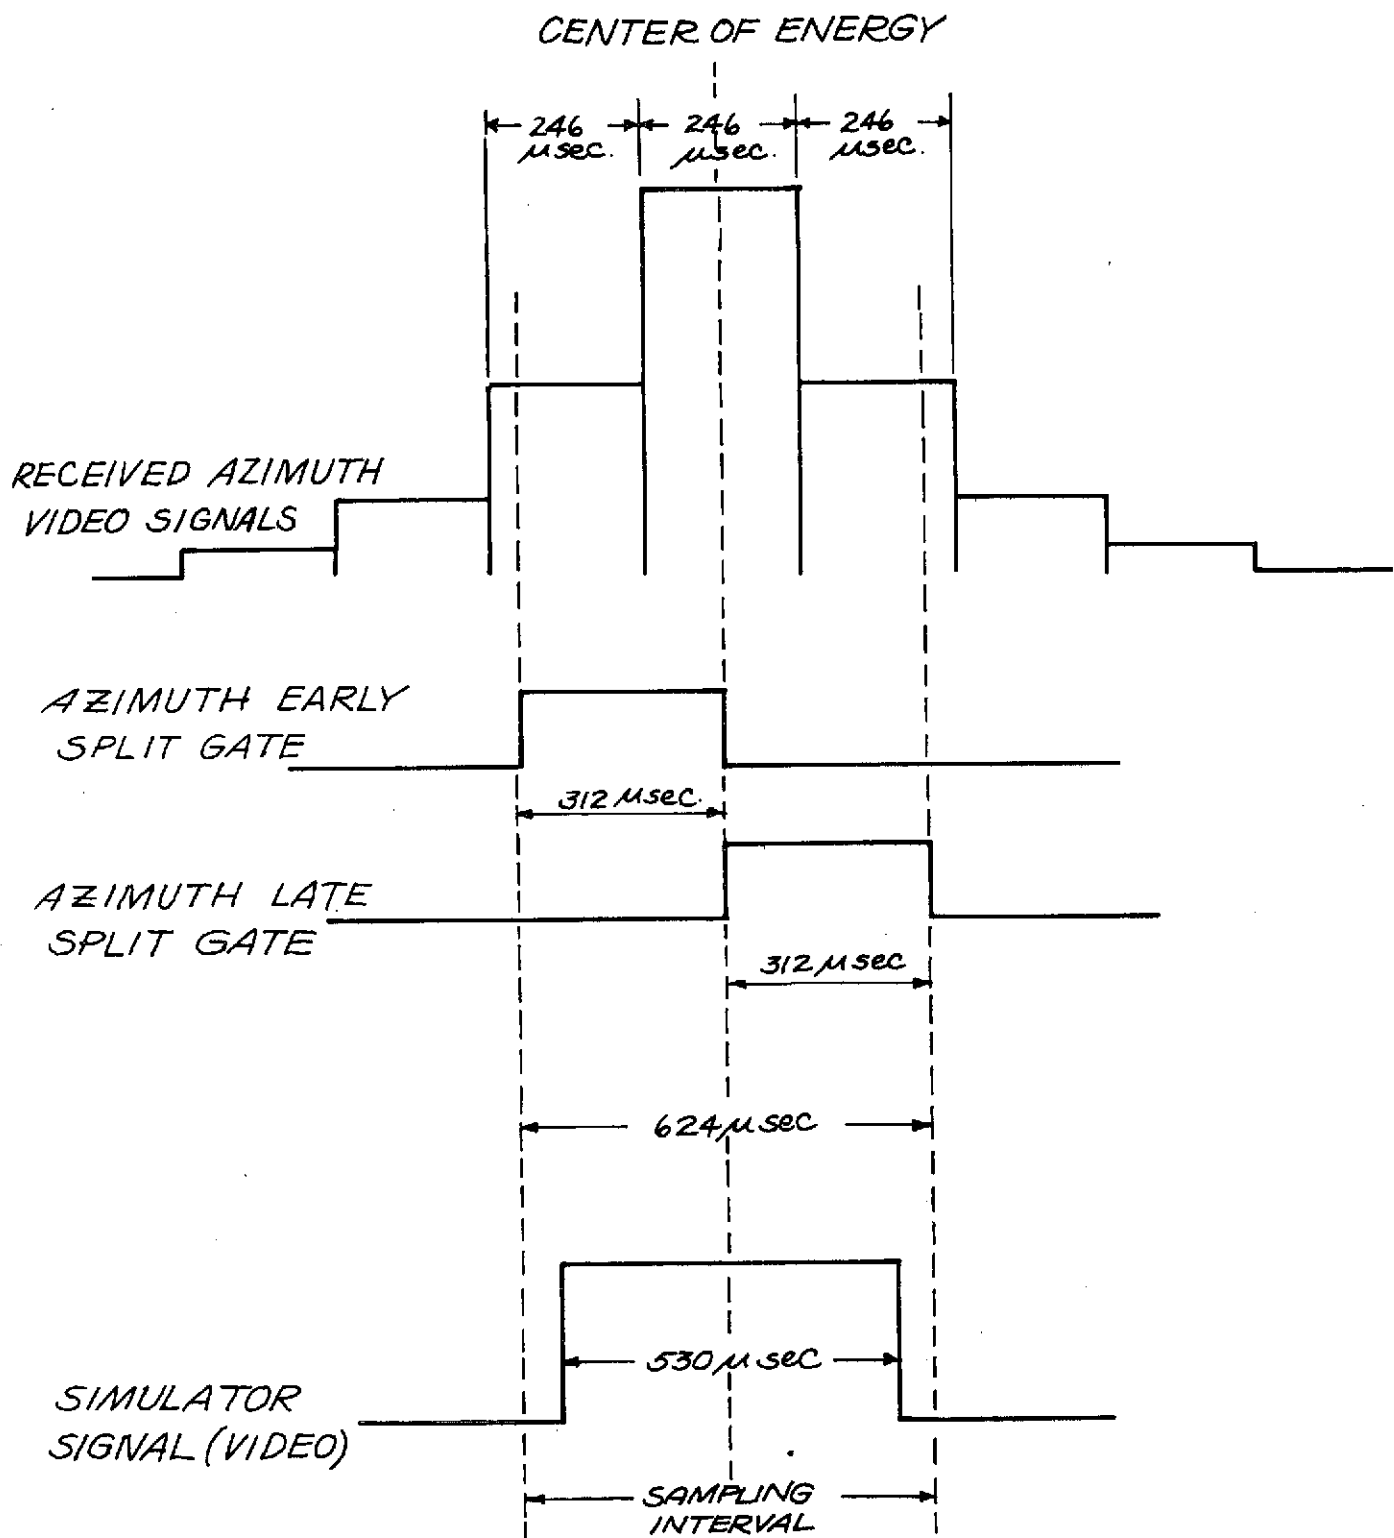 CENTER OF ENERGY
246 μsec.
246 μsec.
246 μsec.
RECEIVED AZIMUTH
VIDEO SIGNALS
AZIMUTH EARLY
SPLIT GATE
312 μsec.
AZIMUTH LATE
SPLIT GATE
312 μsec
624 μsec
530 μsec
SIMULATOR
SIGNAL (VIDEO)
SAMPLING
INTERVAL